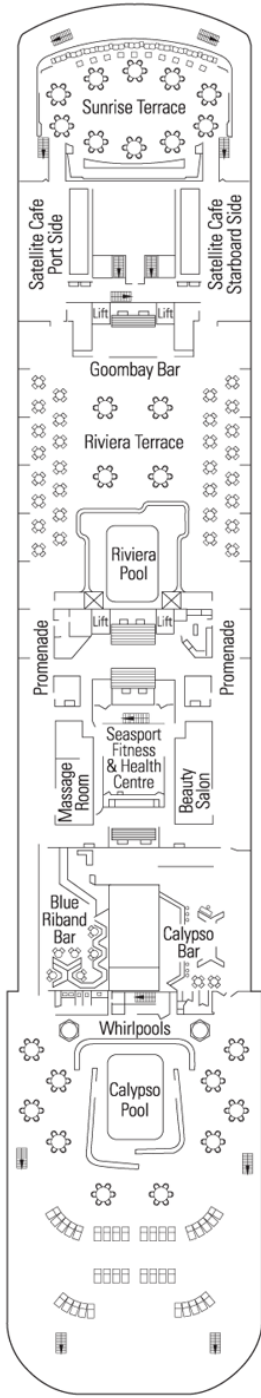 Sunrise Terrace
Satellite Cafe
Port Side
Satellite Cafe
Starboard Side
Lift
Lift
Goombay Bar
Riviera Terrace
Riviera
Pool
Promenade
Lift
Lift
Promenade
Seasport
Fitness
& Health
Centre
Massage
Room
Beauty
Salon
Blue
Riband
Bar
Calypso
Bar
Whirlpools
Calypso
Pool